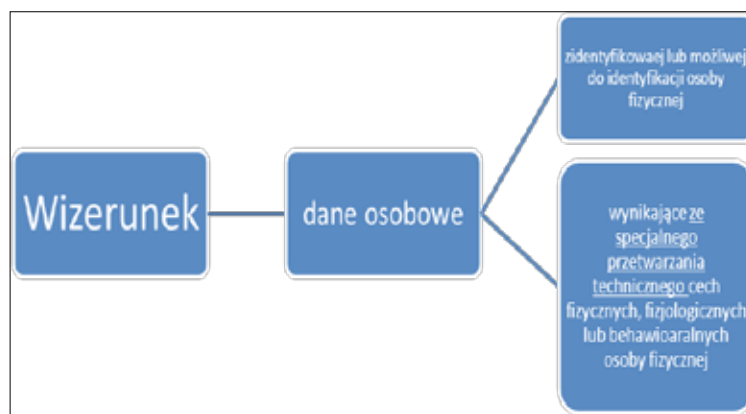 Wizerunek
dane osobowe
zidentyfikowaej lub możliwej
do identyfikacji osoby
fizycznej
wynikające ze
specjalnego
przetwarzania
technicznego cech
fizycznych, fizjologicznych
lub behawioaralnych
osoby fizycznej